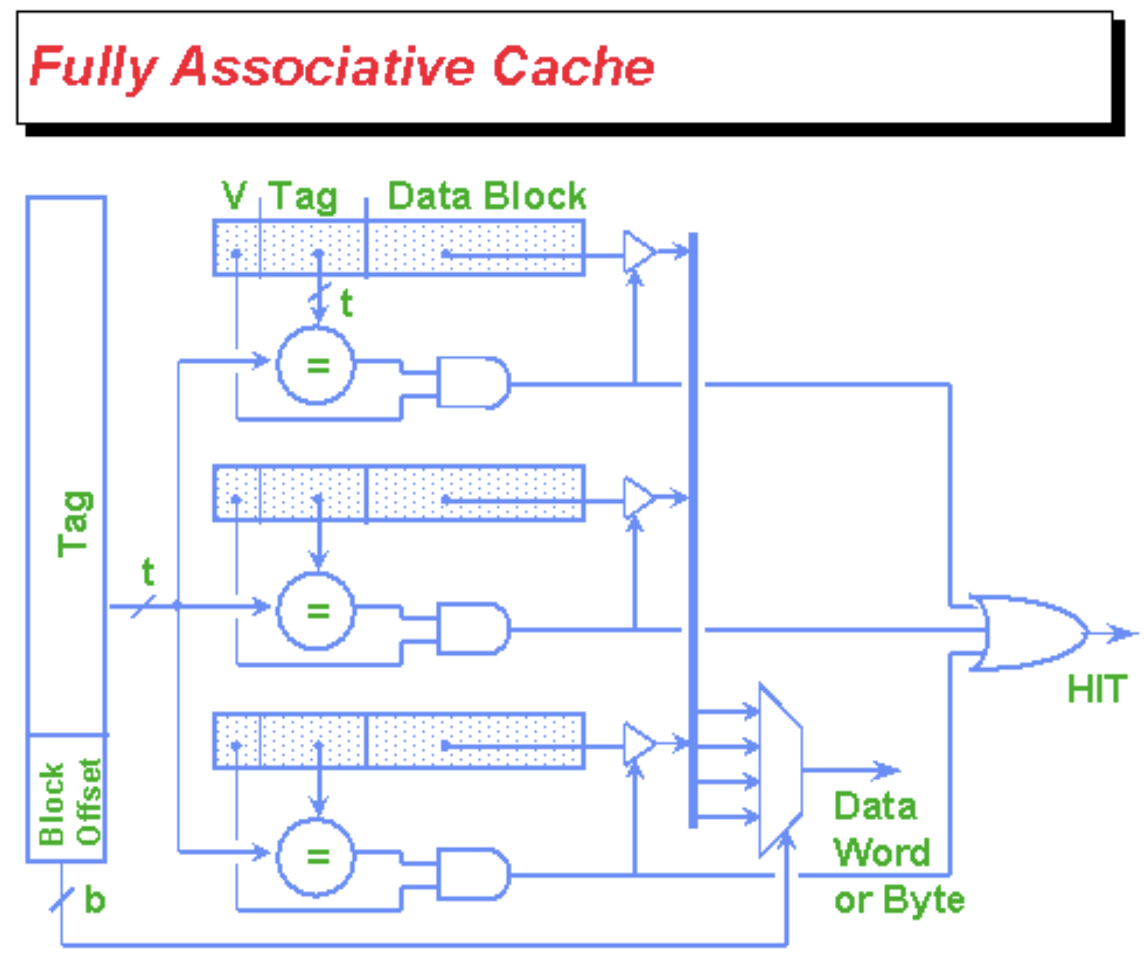 Fully Associative Cache
V Tag Data Block
t
=
Tag
t
=
HIT
Block
Offset
=
Data
Word
or Byte
b